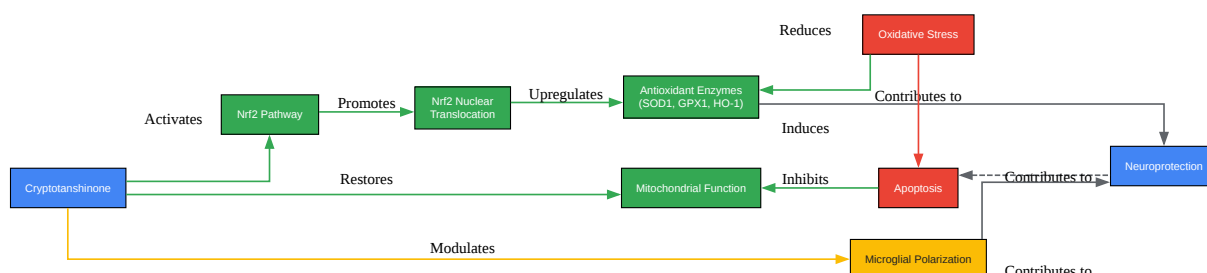 Reduces
Oxidative Stress
Antioxidant Enzymes
(SOD1, GPX1, HO-1)
Upregulates
Contributes to
Nrf2 Nuclear
Translocation
Promotes
Nrf2 Pathway
Activates
Induces
Neuroprotection
Cryptotanshinone
Restores
Mitochondrial Function
Inhibits
Apoptosis
Contributes to
Modulates
Microglial Polarization
Contributes to